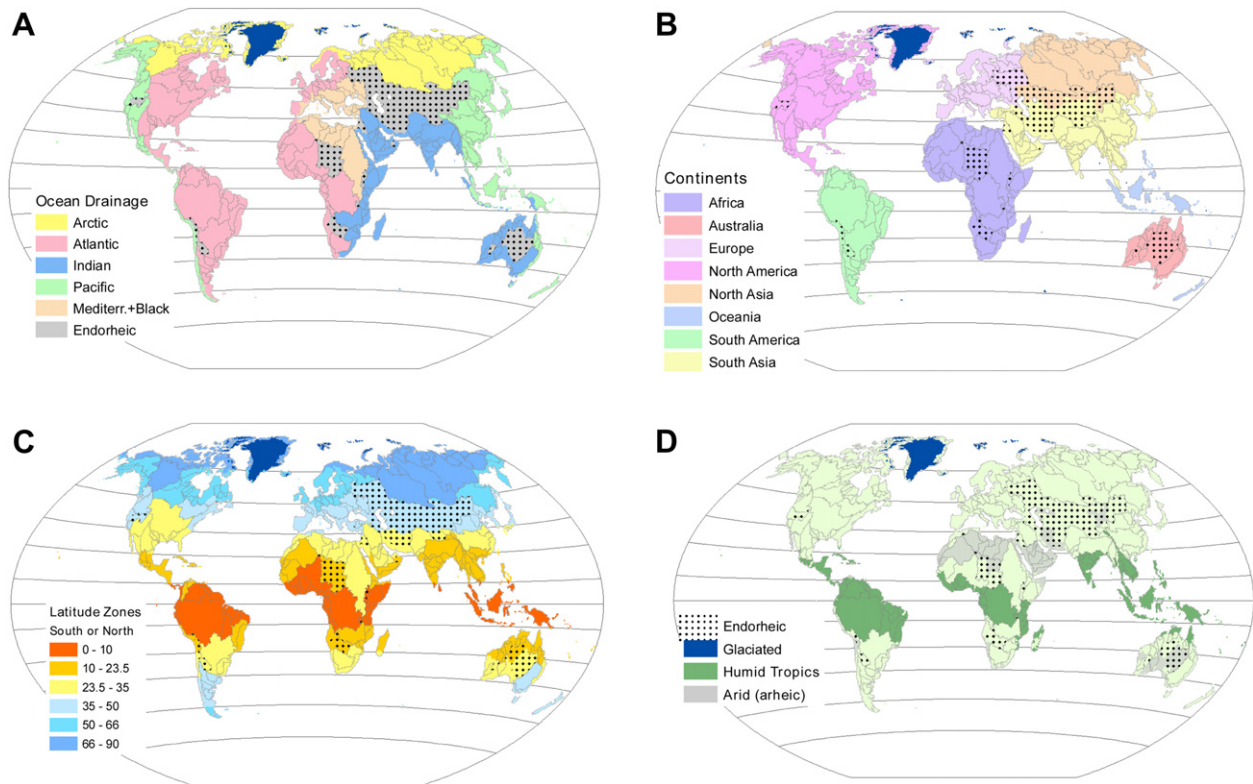 A
Ocean Drainage
Arctic
Atlantic
Indian
Pacific
Mediterr.+Black
Endorheic
B
Continents
Africa
Australia
Europe
North America
North Asia
Oceania
South America
South Asia
C
Latitude Zones
South or North
0 - 10
10 - 23.5
23.5 - 35
35 - 50
50 - 66
66 - 90
D
Endorheic
Glaciated
Humid Tropics
Arid (arheic)